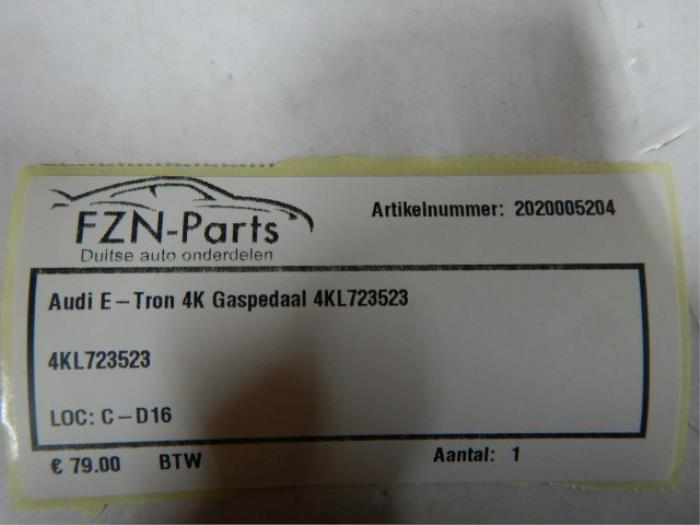 FZN-Parts
Duitse auto onderdelen
Artikelnummer: 2020005204
Audi E-Tron 4K Gaspedaal 4KL723523
4KL723523
LOC: C-D16
€ 79.00 BTW Aantal: 1